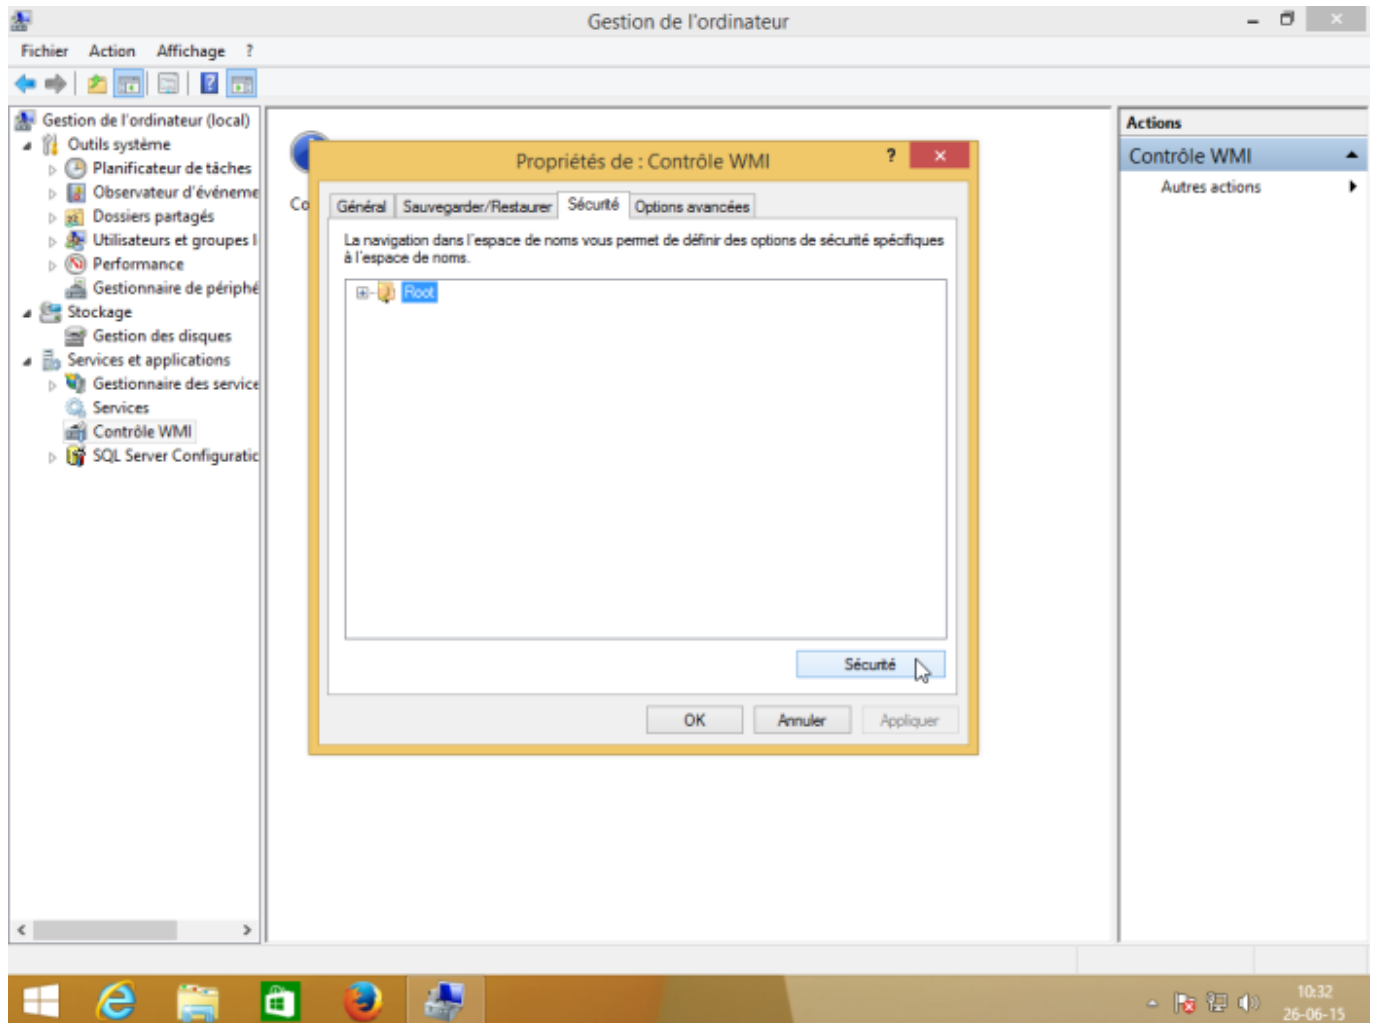 Gestion de l'ordinateur
Fichier Action Affichage ?
Gestion de l'ordinateur (local)
Outils système
Planificateur de tâches
Observateur d'événeme
Dossiers partagés
Utilisateurs et groupes l
Performance
Gestionnaire de périphé
Stockage
Gestion des disques
Services et applications
Gestionnaire des service
Services
Contrôle WMI
SQL Server Configuratic
Co
Propriétés de : Contrôle WMI
?
Général Sauvegarder/Restaurer Sécurité Options avancées
La navigation dans l'espace de noms vous permet de définir des options de sécurité spécifiques
à l'espace de noms.
Root
Sécurité
OK Annuler Appliquer
Actions
Contrôle WMI
Autres actions
10:32
26-06-15